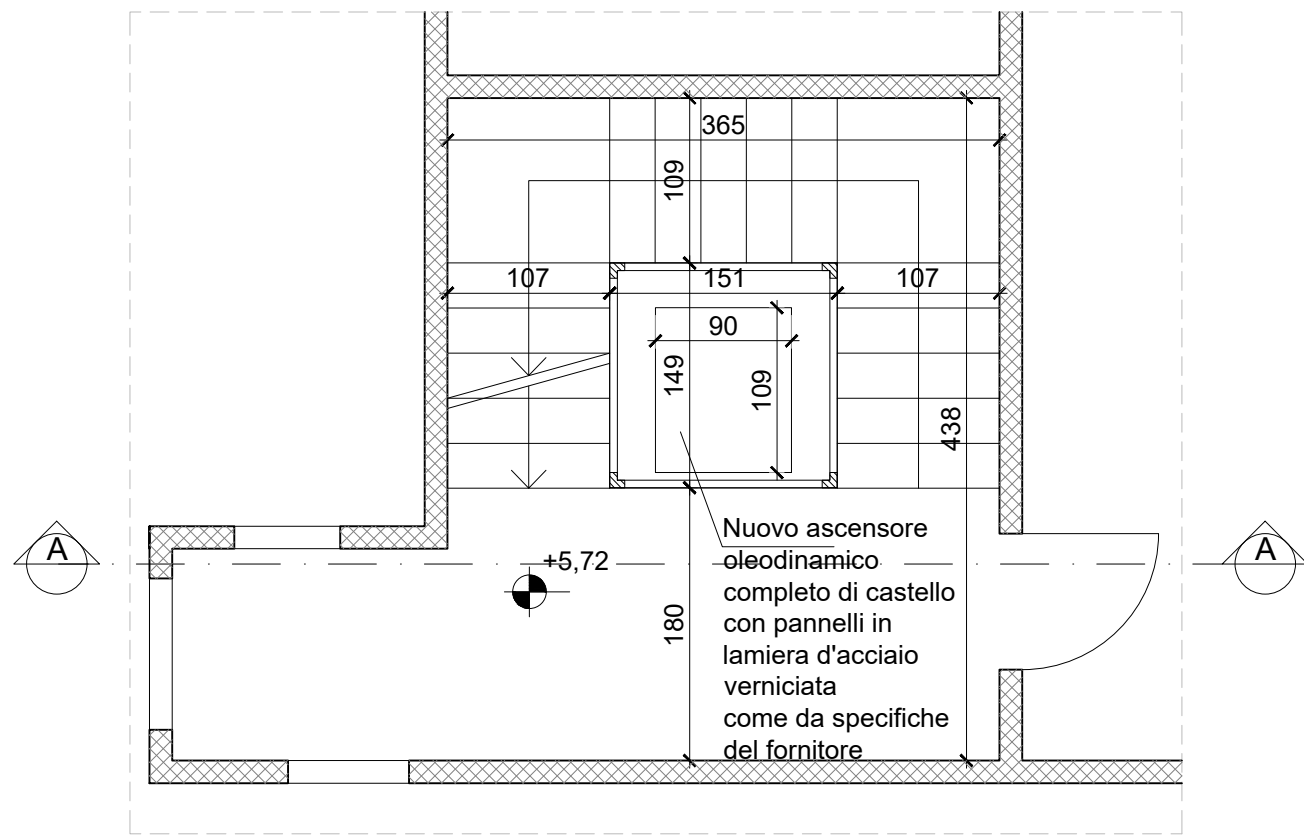 365
109
107
151
107
90
149
109
438
A
A
+5,72
180
Nuovo ascensore
oleodinamico
completo di castello
con pannelli in
lamiera d'acciaio
verniciata
come da specifiche
del fornitore